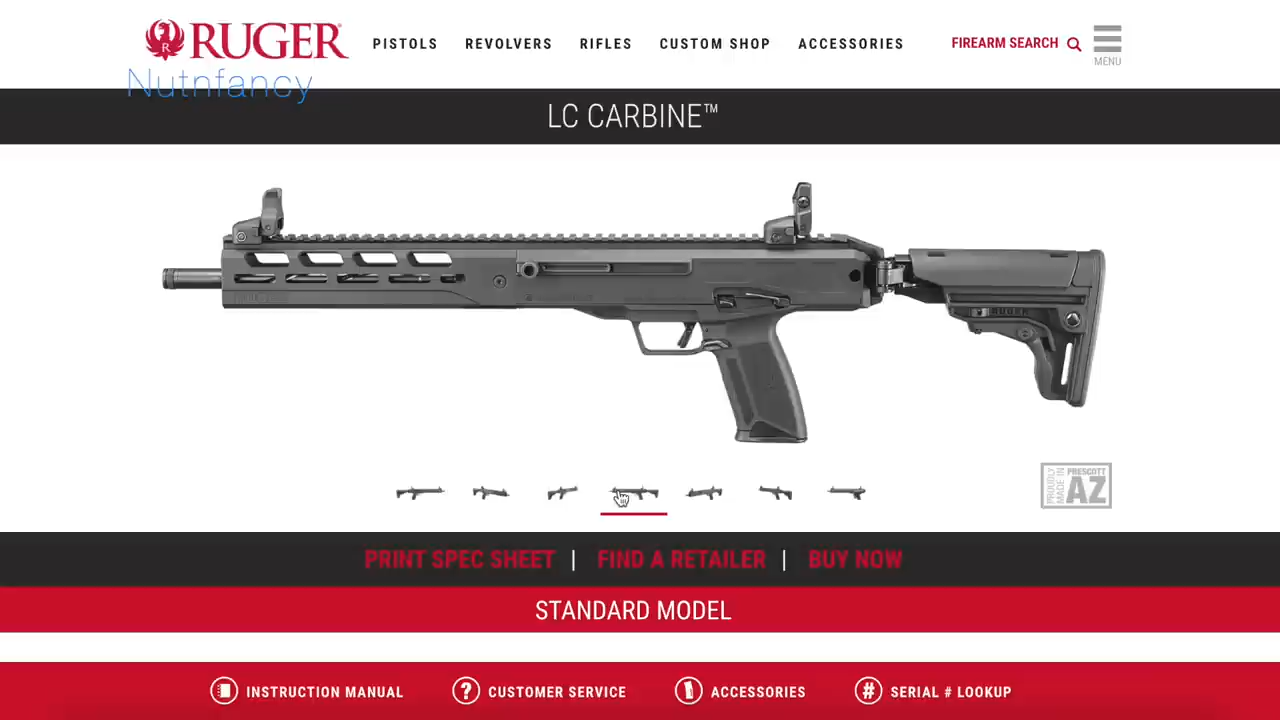 RUGER
PISTOLS
REVOLVERS
RIFLES
CUSTOM SHOP
ACCESSORIES
FIREARM SEARCH
MENU
Nutnfancy
LC CARBINE™
RUGER
PROUDLY MADE IN
PRESCOTT
AZ
PRINT SPEC SHEET | FIND A RETAILER | BUY NOW
STANDARD MODEL
INSTRUCTION MANUAL
? CUSTOMER SERVICE
ACCESSORIES
# SERIAL # LOOKUP